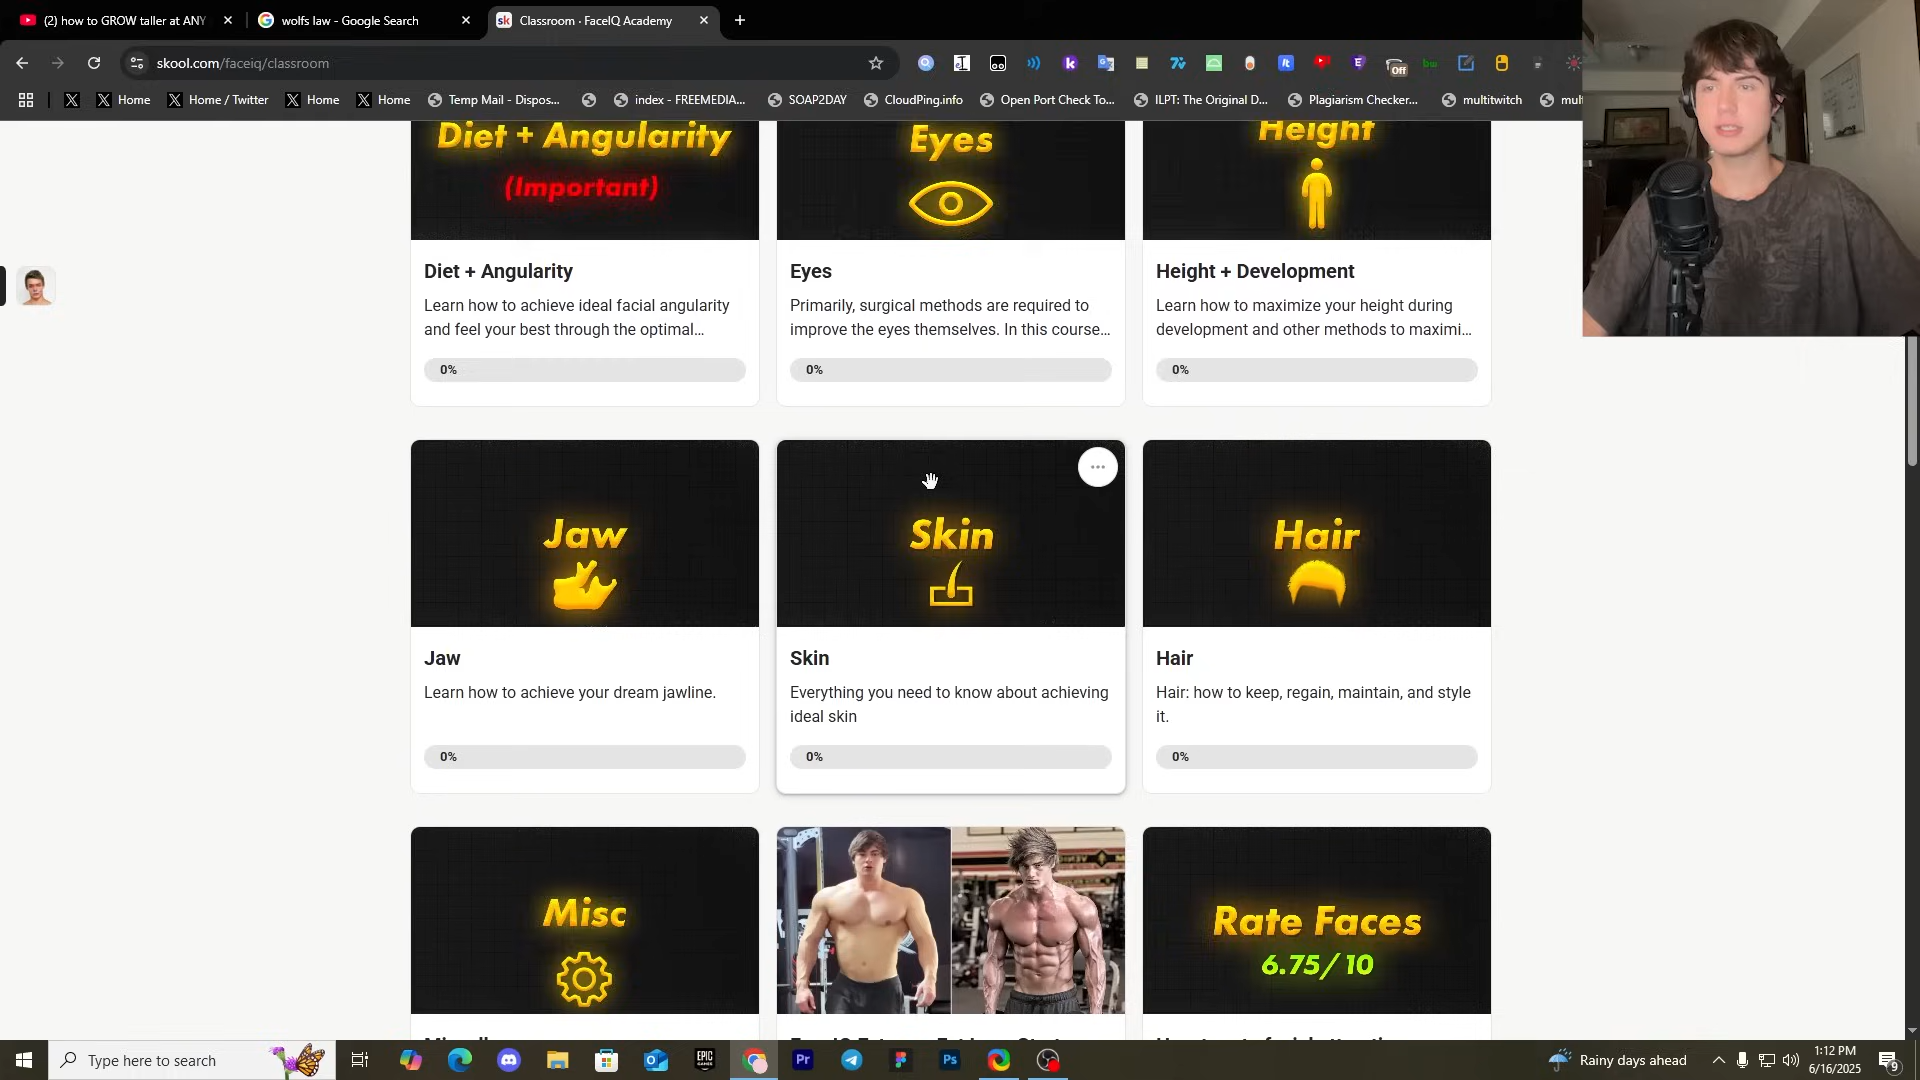 (2) how to GROW taller at ANY
wolfs law - Google Search
Classroom · FaceIQ Academy
skool.com/faceiq/classroom
Off
Home
Home / Twitter
Home
Home
Temp Mail - Dispos...
index - FREEMEDIA...
SOAP2DAY
CloudPing.info
Open Port Check To...
ILPT: The Original D...
Plagiarism Checker...
multitwitch
mul
Diet + Angularity
(Important)
Eyes
Height
Diet + Angularity
Learn how to achieve ideal facial angularity
and feel your best through the optimal...
0%
Eyes
Primarily, surgical methods are required to
improve the eyes themselves. In this course...
0%
Height + Development
Learn how to maximize your height during
development and other methods to maximi...
0%
Jaw
Skin
Hair
Jaw
Learn how to achieve your dream jawline.
0%
Skin
Everything you need to know about achieving
ideal skin
0%
Hair
Hair: how to keep, regain, maintain, and style
it.
0%
Misc
Rate Faces
6.75/10
Type here to search
EPIC
GAMES
Pr
Ps
Rainy days ahead
1:12 PM
6/16/2025
9